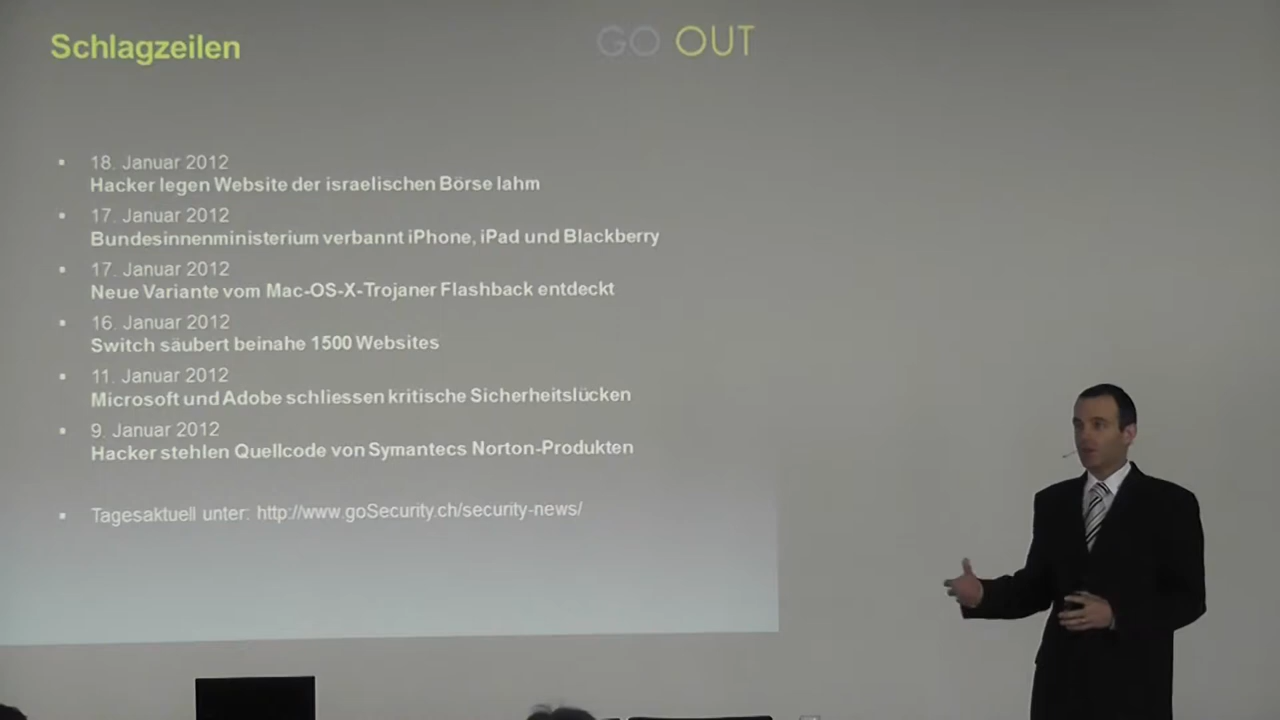 Schlagzeilen
GO OUT
18. Januar 2012
Hacker legen Website der israelischen Börse lahm
17. Januar 2012
Bundesinnenministerium verbannt iPhone, iPad und Blackberry
17. Januar 2012
Neue Variante vom Mac-OS-X-Trojaner Flashback entdeckt
16. Januar 2012
Switch säubert beinahe 1500 Websites
11. Januar 2012
Microsoft und Adobe schliessen kritische Sicherheitslücken
9. Januar 2012
Hacker stehlen Quellcode von Symantecs Norton-Produkten
Tagesaktuell unter: http://www.goSecurity.ch/security-news/